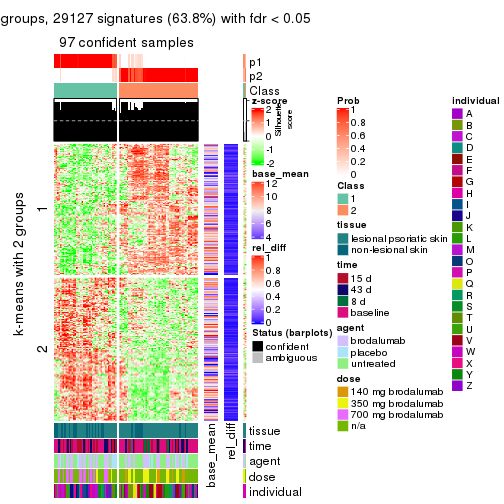 groups, 29127 signatures (63.8%) with fdr < 0.05
97 confident samples
p1
p2
Class
Silhouette score
k-means with 2 groups
1
2
base_mean
rel_diff
tissue
time
agent
dose
individual
z-score
2
1
0
-1
-2
base_mean
12
10
8
6
4
rel_diff
1
0.8
0.6
0.4
0.2
0
Status (barplots)
confident
ambiguous
Prob
1
0.8
0.6
0.4
0.2
0
Class
1
2
tissue
lesional psoriatic skin
non-lesional skin
time
15 d
43 d
8 d
baseline
agent
brodalumab
placebo
untreated
dose
140 mg brodalumab
350 mg brodalumab
700 mg brodalumab
n/a
individual
A
B
C
D
E
F
G
H
I
J
K
L
M
O
P
Q
R
S
T
U
V
W
X
Y
Z